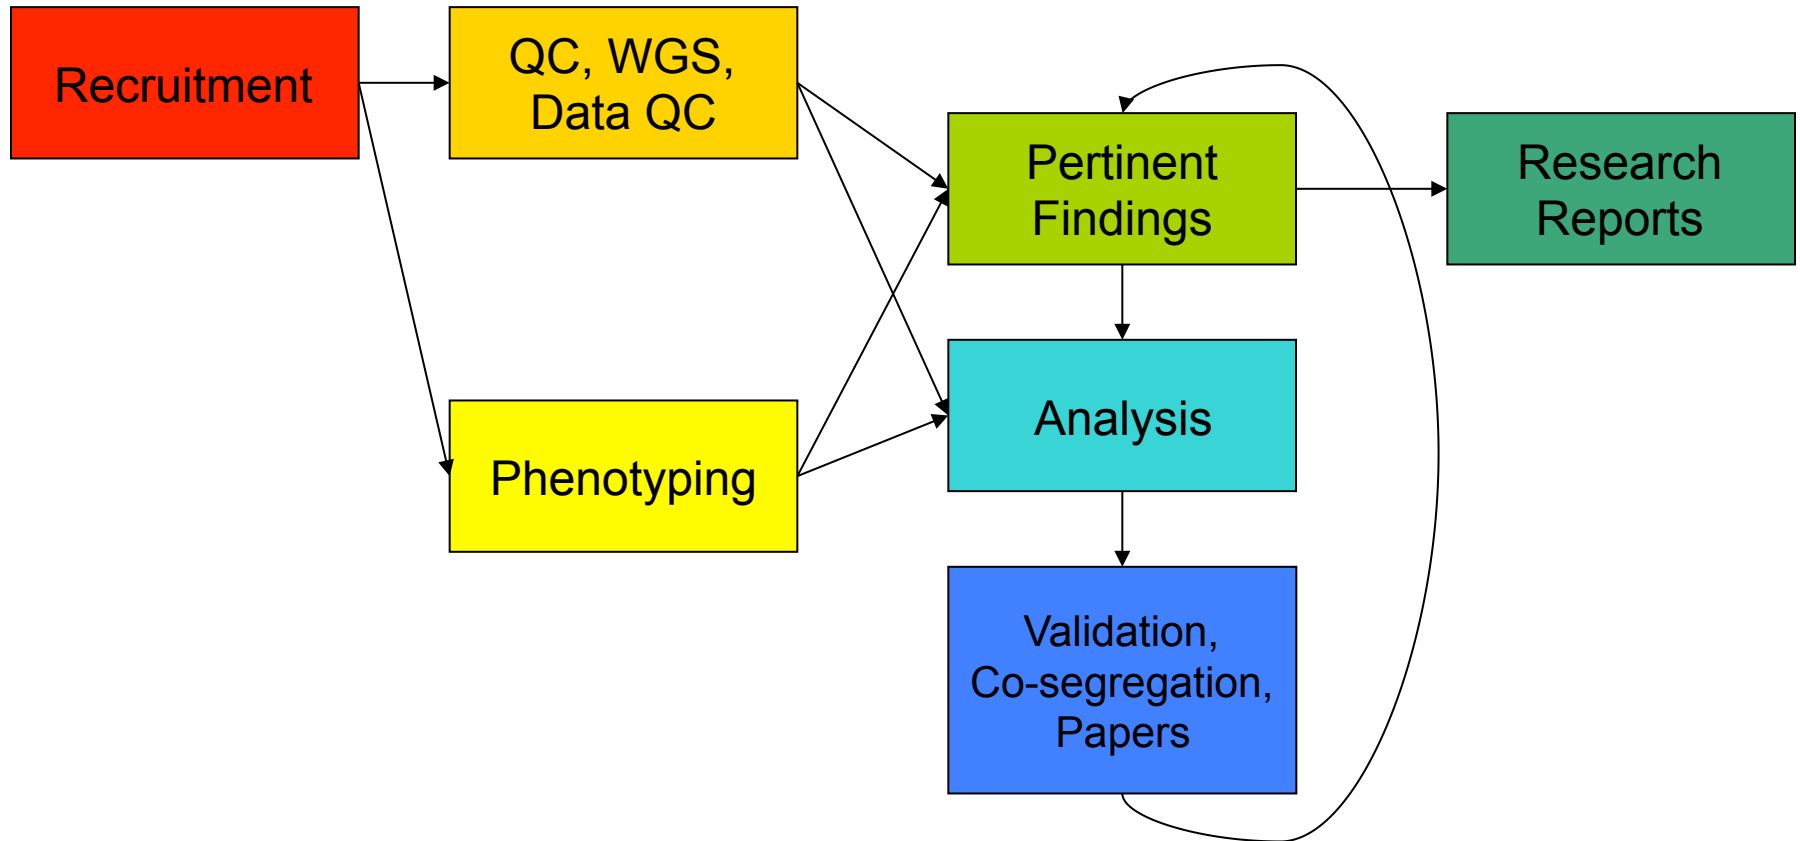 Recruitment
QC, WGS,
Data QC
Pertinent
Findings
Research
Reports
Phenotyping
Analysis
Validation,
Co-segregation,
Papers